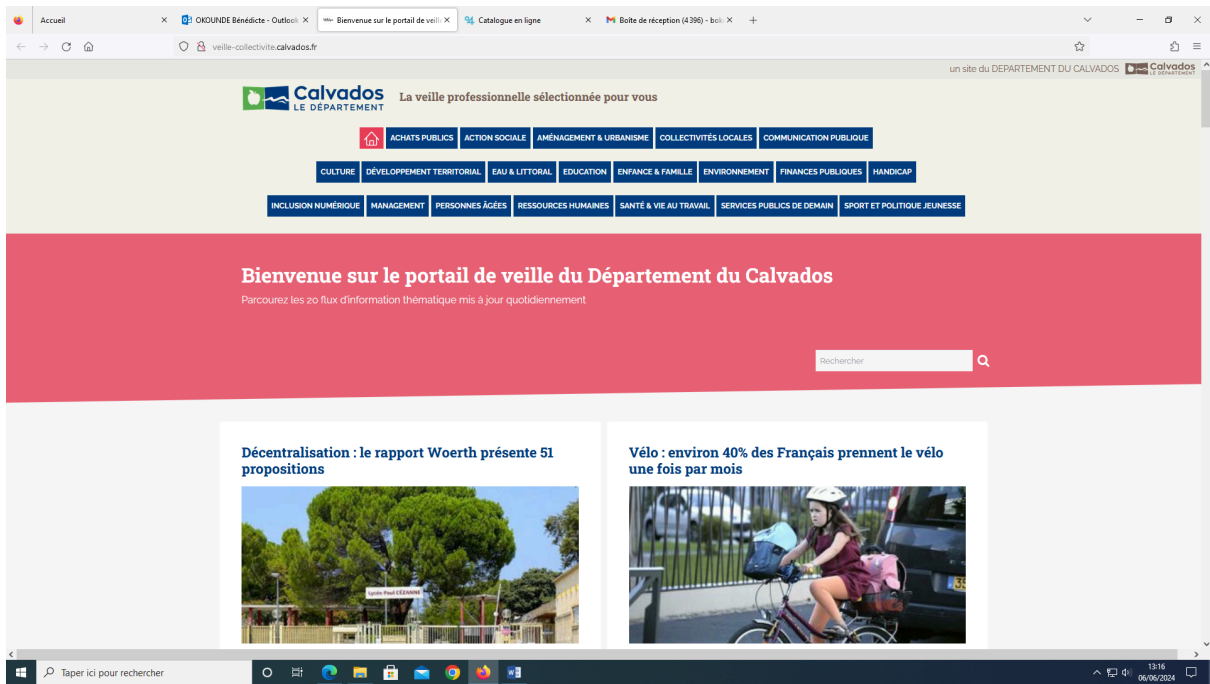 Accueil
OKOUNDE Bénédicte - Outlook
Bienvenue sur le portail de veill
Catalogue en ligne
Boîte de réception (4 396) - bok
veille-collectivite.calvados.fr
un site du DEPARTEMENT DU CALVADOS
Calvados
LE DÉPARTEMENT
Calvados
LE DÉPARTEMENT
La veille professionnelle sélectionnée pour vous
ACHATS PUBLICS ACTION SOCIALE AMÉNAGEMENT & URBANISME COLLECTIVITÉS LOCALES COMMUNICATION PUBLIQUE
CULTURE DÉVELOPPEMENT TERRITORIAL EAU & LITTORAL EDUCATION ENFANCE & FAMILLE ENVIRONNEMENT FINANCES PUBLIQUES HANDICAP
INCLUSION NUMÉRIQUE MANAGEMENT PERSONNES ÂGÉES RESSOURCES HUMAINES SANTÉ & VIE AU TRAVAIL SERVICES PUBLICS DE DEMAIN SPORT ET POLITIQUE JEUNESSE
Bienvenue sur le portail de veille du Département du Calvados
Parcourez les 20 flux d'information thématique mis à jour quotidiennement
Rechercher
Décentralisation : le rapport Woerth présente 51
propositions
Lycée Paul CÉZANNE
Vélo : environ 40% des Français prennent le vélo
une fois par mois
Taper ici pour rechercher
13:16
06/06/2024